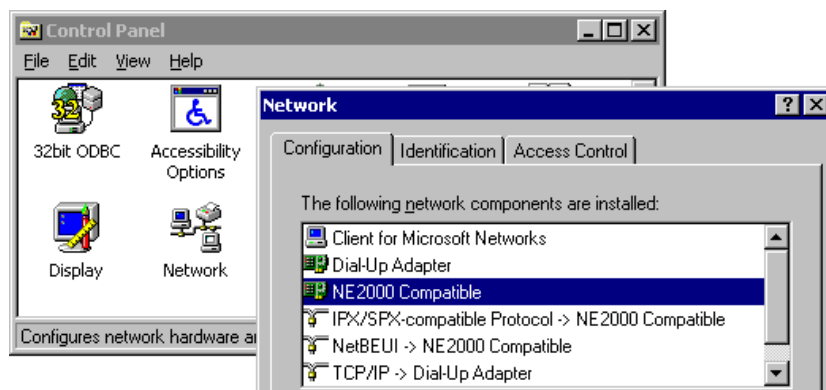 Control Panel
File Edit View Help
32bit ODBC
Accessibility
Options
Display
Network
Configures network hardware a
Network
Configuration Identification Access Control
The following network components are installed:
Client for Microsoft Networks
Dial-Up Adapter
NE2000 Compatible
IPX/SPX-compatible Protocol -> NE2000 Compatible
NetBEUI -> NE2000 Compatible
TCP/IP -> Dial-Up Adapter